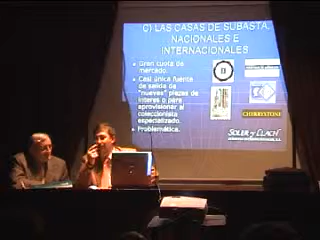 C) LAS CASAS DE SUBASTA,
NACIONALES E
INTERNACIONALES
Gran cuota de
mercado.
Casi única fuente
de salida de
"nuevas" piezas de
interés o para
aprovisionar al
coleccionista
especializado.
Problemática.
CHERRYSTONE
SOLER Y LLACH